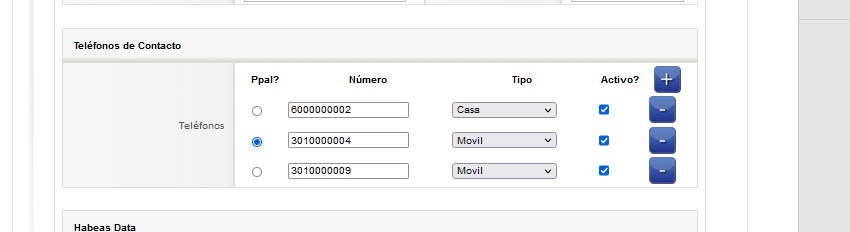 Teléfonos de Contacto
Ppal? Número Tipo Activo? +
6000000002 Casa -
Teléfonos
3010000004 Movil -
3010000009 Movil -
Habeas Data